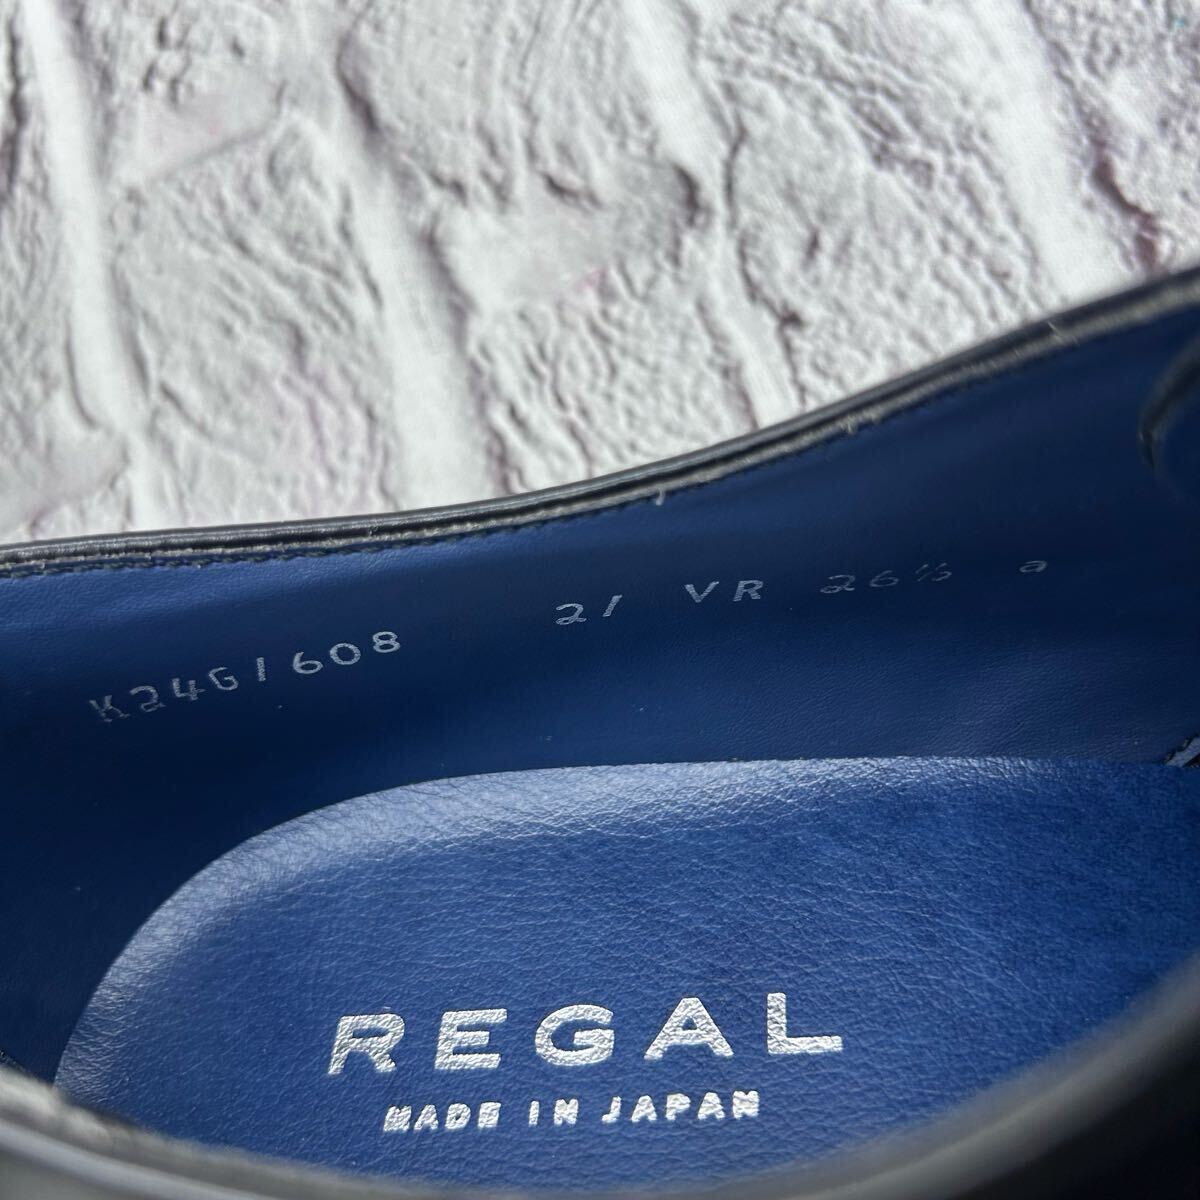 K24G1608 21 VR 26½ a
REGAL
MADE IN JAPAN